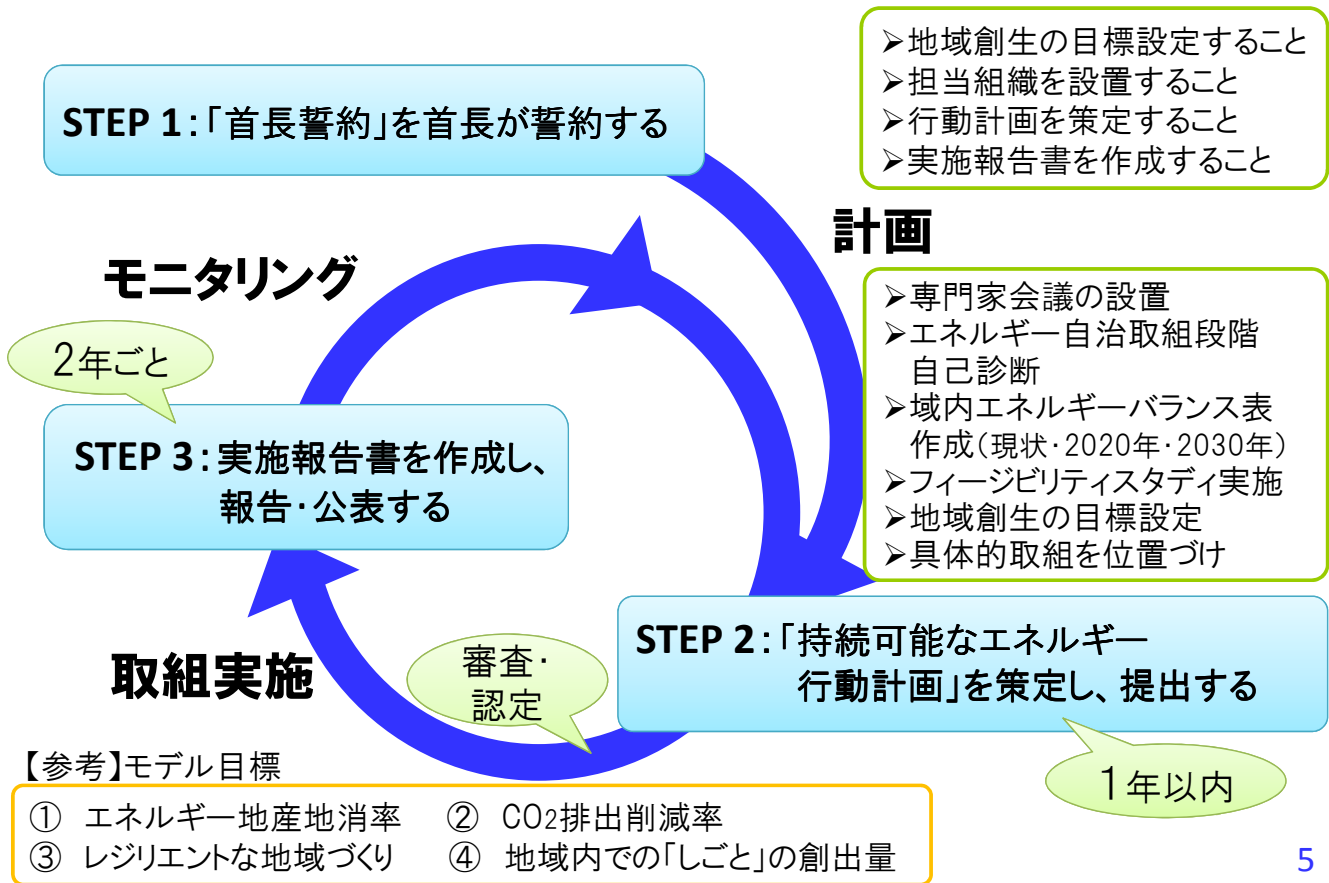 STEP 1：「首長誓約」を首長が誓約する
➢地域創生の目標設定すること
➢担当組織を設置すること
➢行動計画を策定すること
➢実施報告書を作成すること
計画
➢専門家会議の設置
➢エネルギー自治取組段階
自己診断
➢域内エネルギーバランス表
作成（現状・2020年・2030年）
➢フィージビリティスタディ実施
➢地域創生の目標設定
➢具体的取組を位置づけ
STEP 2：「持続可能なエネルギー
行動計画」を策定し、提出する
1年以内
審査・
認定
取組実施
STEP 3：実施報告書を作成し、
報告・公表する
2年ごと
モニタリング
【参考】モデル目標
① エネルギー地産地消率 ② CO2排出削減率
③ レジリエントな地域づくり ④ 地域内での「しごと」の創出量
5